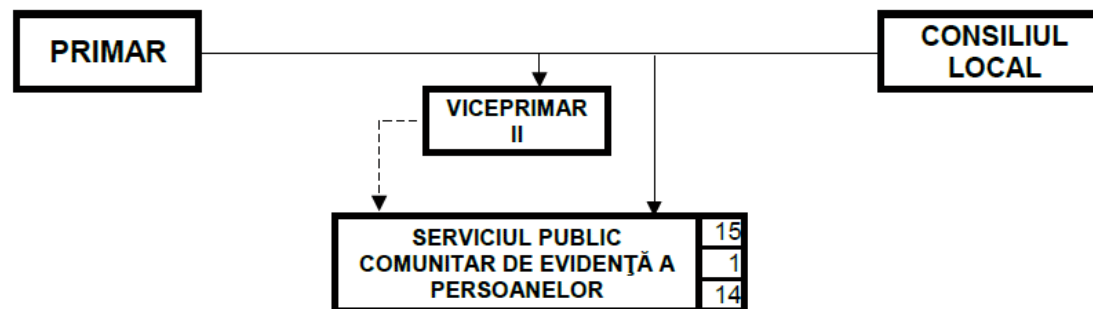 PRIMAR
CONSILIUL
LOCAL
VICEPRIMAR
II
SERVICIUL PUBLIC
COMUNITAR DE EVIDENŢĂ A
PERSOANELOR
15
1
14